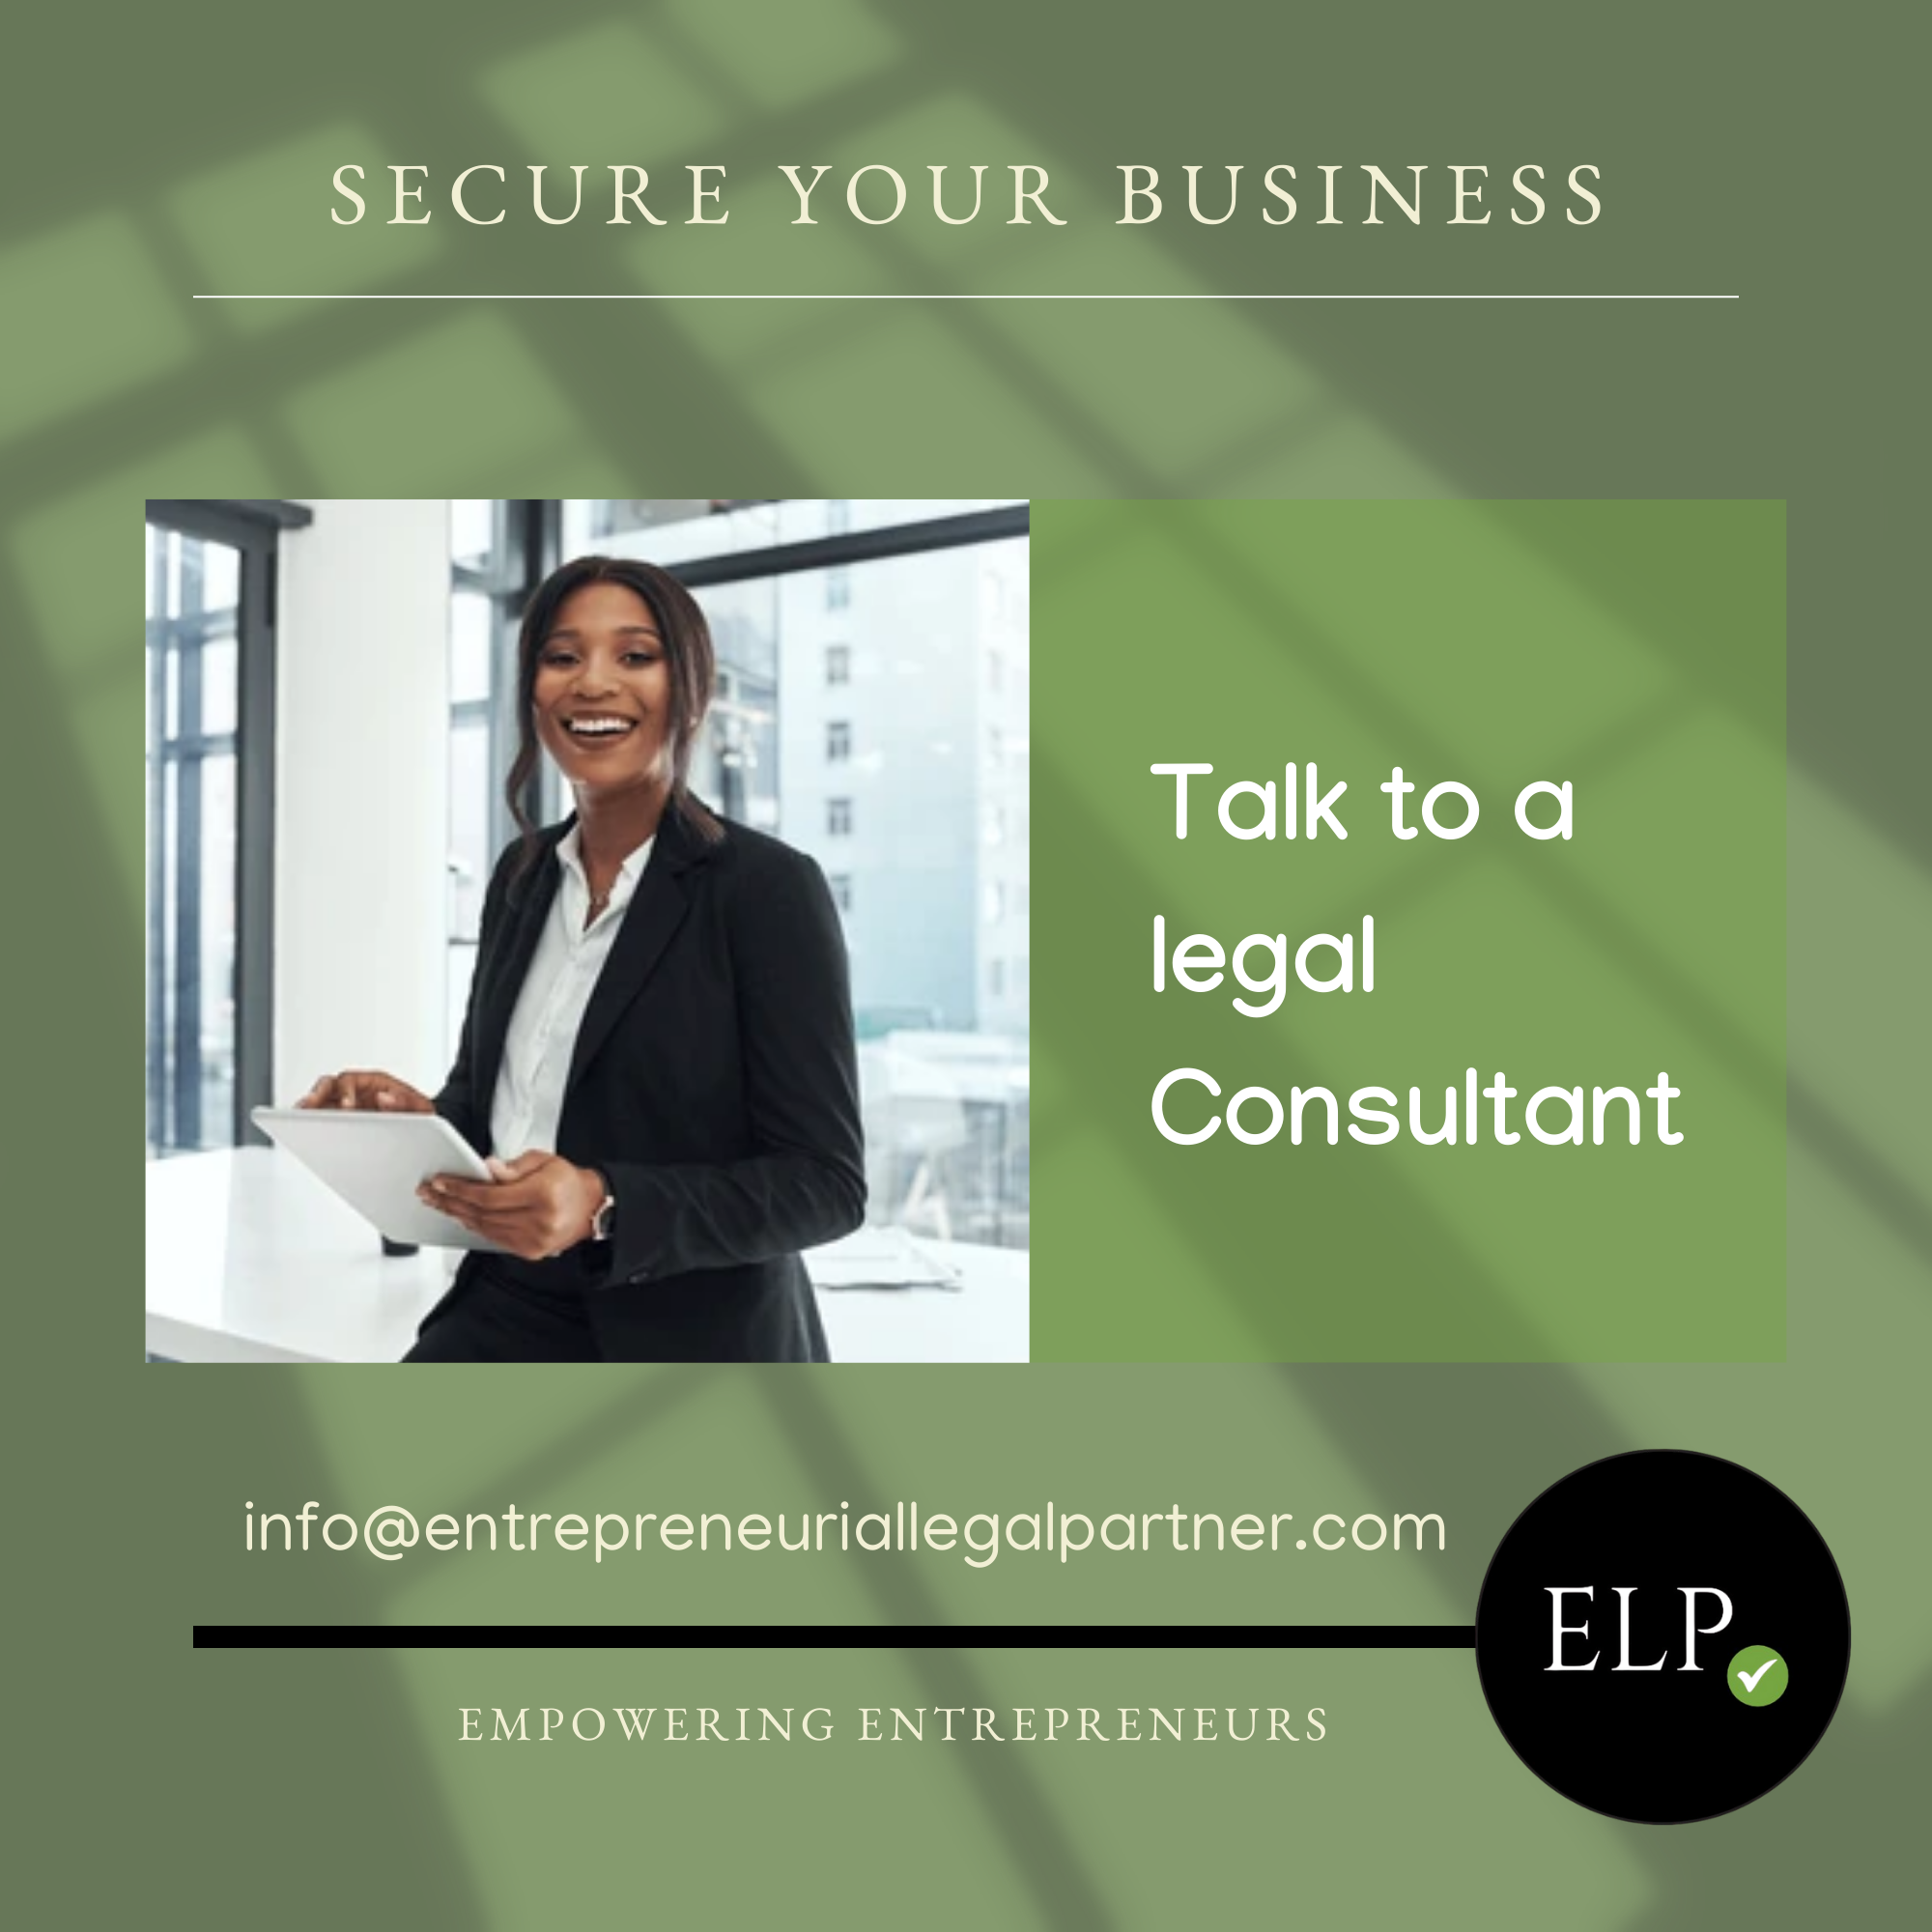 SECURE YOUR BUSINESS
Talk to a
legal
Consultant
info@entrepreneuriallegalpartner.com
ELP
EMPOWERING ENTREPRENEURS